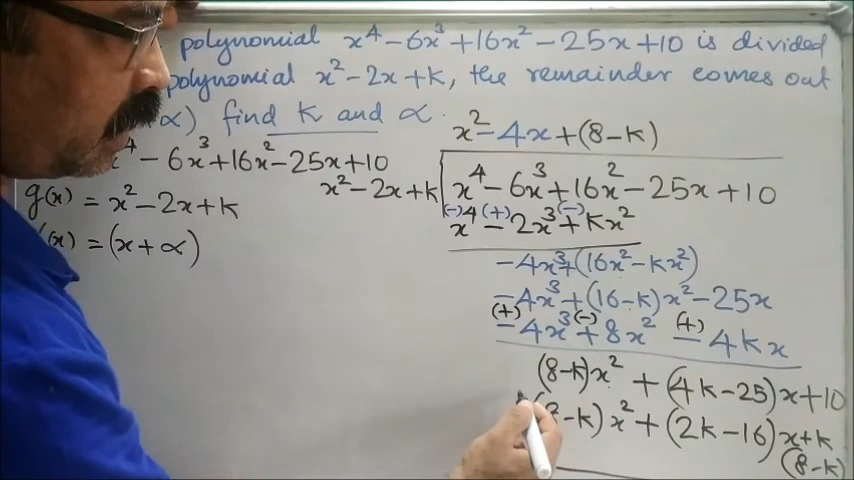 polynomial x⁴ - 6x³ + 16x² - 25x + 10 is divided
polynomial x² - 2x + k, the remainder comes out
α) find k and α.
x² - 4x + (8 - k)
⁴ - 6x³ + 16x² - 25x + 10
x² - 2x + k x⁴ - 6x³ + 16x² - 25x + 10
g(x) = x² - 2x + k
(-) (+) (-)
x⁴ - 2x³ + kx²
(x) = (x + α)
-4x³ + (16x² - kx²)
-4x³ + (16 - k)x² - 25x
(+) (-) (+)
-4x³ + 8x² - 4kx
(8 - k)x² + (4k - 25)x + 10
- k)x² + (2k - 16)x + k
(8 - k)